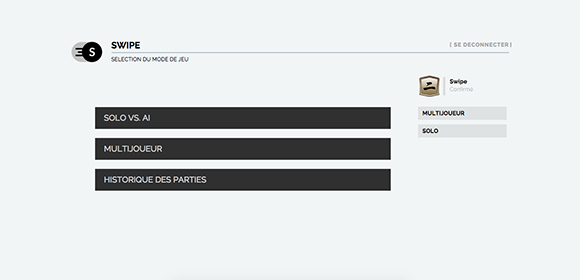 S
SWIPE
[ SE DECONNECTER ]
SELECTION DU MODE DE JEU
Swipe
Confirmé
SOLO VS. AI
MULTIJOUEUR
HISTORIQUE DES PARTIES
MULTIJOUEUR
SOLO